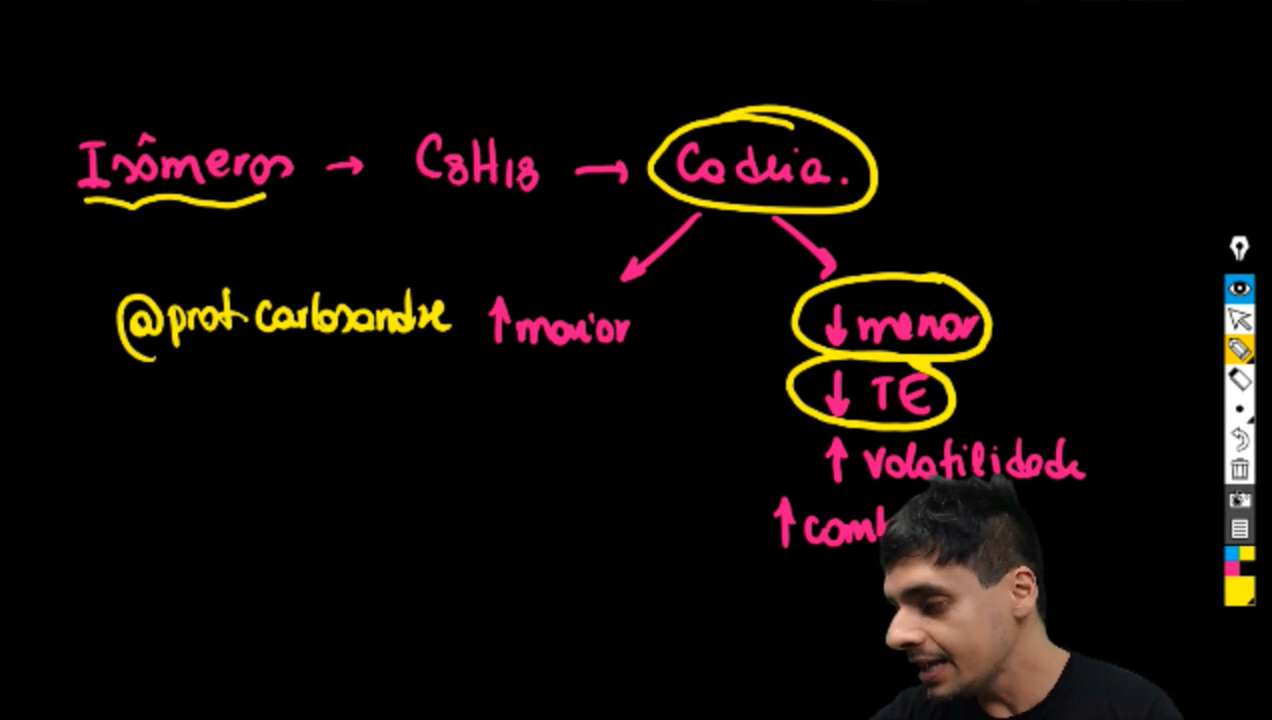 Isômeros → C8H18 → Cadeia.
@prof.carlosandre ↑ maior ↓ menor
↓ TE
↑ volatilidade